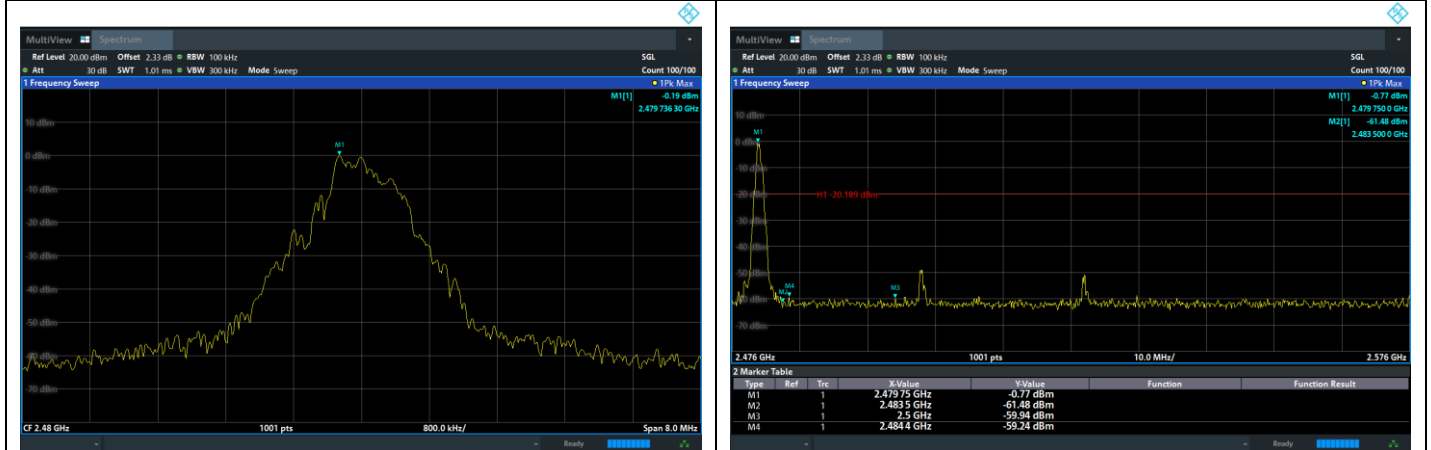 MultiView Spectrum
Ref Level 20.00 dBm Offset 2.33 dB RBW 100 kHz SGL
Att 30 dB SWT 1.01 ms VBW 300 kHz Mode Sweep Count 100/100
1 Frequency Sweep 1Pk Max
M1[1] -0.19 dBm
2.479 736 30 GHz
10 dBm
M1
0 dBm
-10 dBm
-20 dBm
-30 dBm
-40 dBm
-50 dBm
-60 dBm
-70 dBm
CF 2.48 GHz 1001 pts 800.0 kHz/ Span 8.0 MHz
Ready
MultiView Spectrum
Ref Level 20.00 dBm Offset 2.33 dB RBW 100 kHz SGL
Att 30 dB SWT 1.01 ms VBW 300 kHz Mode Sweep Count 100/100
1 Frequency Sweep 1Pk Max
M1[1] -0.77 dBm
2.479 750 0 GHz
M2[1] -61.48 dBm
2.483 500 0 GHz
10 dBm
M1
0 dBm
-10 dBm
-20 dBm H1 -20.189 dBm
-30 dBm
-40 dBm
-50 dBm
M2 M4 M3
-60 dBm
-70 dBm
2.476 GHz 1001 pts 10.0 MHz/ 2.576 GHz
2 Marker Table
Type Ref Trc X-Value Y-Value Function Function Result
M1 1 2.479 75 GHz -0.77 dBm
M2 1 2.483 5 GHz -61.48 dBm
M3 1 2.5 GHz -59.94 dBm
M4 1 2.484 4 GHz -59.24 dBm
Ready